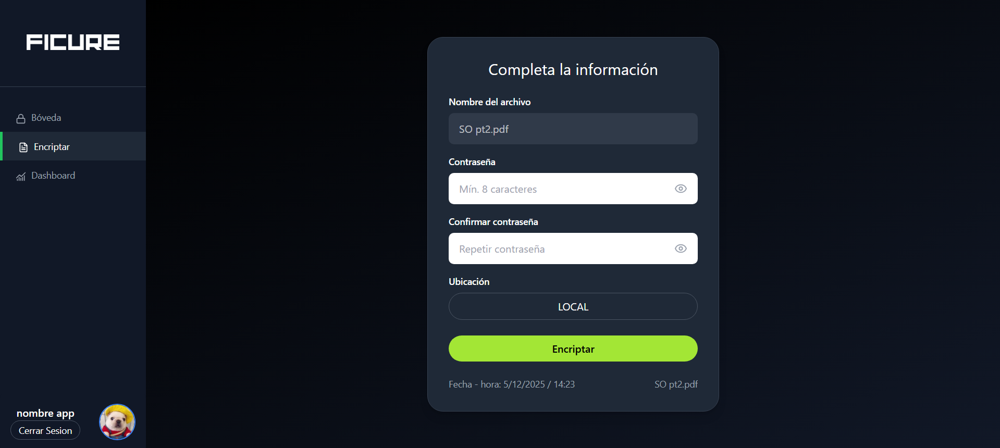 FICURE
Bóveda
Encriptar
Dashboard
nombre app
Cerrar Sesion
Completa la información
Nombre del archivo
SO pt2.pdf
Contraseña
Mín. 8 caracteres
Confirmar contraseña
Repetir contraseña
Ubicación
LOCAL
Encriptar
Fecha - hora: 5/12/2025 / 14:23 SO pt2.pdf